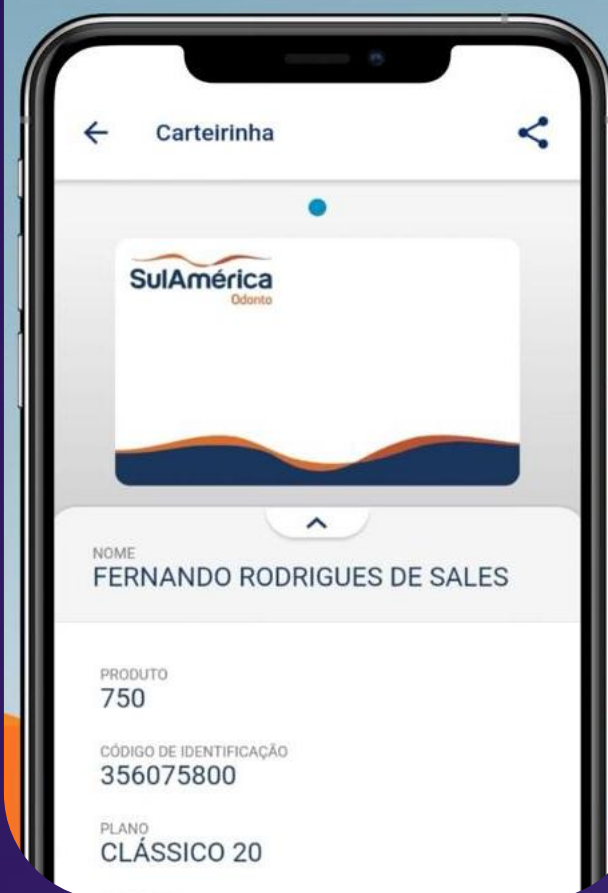 Carteirinha
SulAmérica
Odonto
NOME
FERNANDO RODRIGUES DE SALES
PRODUTO
750
CÓDIGO DE IDENTIFICAÇÃO
356075800
PLANO
CLÁSSICO 20